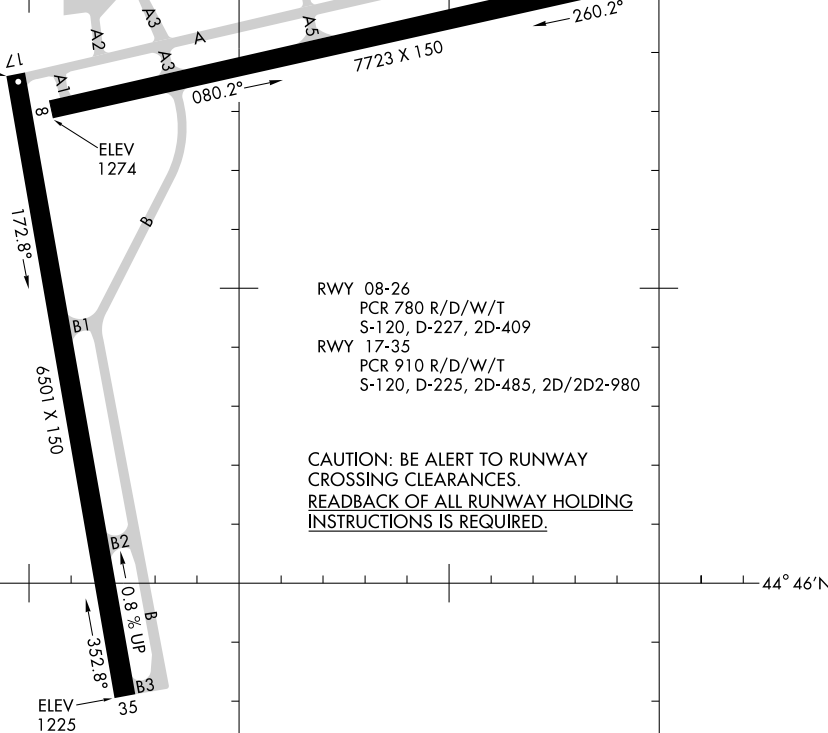 A3
A2
A
A5
260.2°
17
A3
7723 X 150
A1
080.2°
8
ELEV
1274
B
172.8°
RWY 08-26
PCR 780 R/D/W/T
S-120, D-227, 2D-409
RWY 17-35
PCR 910 R/D/W/T
S-120, D-225, 2D-485, 2D/2D2-980
B1
6501 X 150
CAUTION: BE ALERT TO RUNWAY
CROSSING CLEARANCES.
READBACK OF ALL RUNWAY HOLDING
INSTRUCTIONS IS REQUIRED.
B2
44° 46'N
0.8 % UP
B
352.8°
B3
ELEV
1225
35